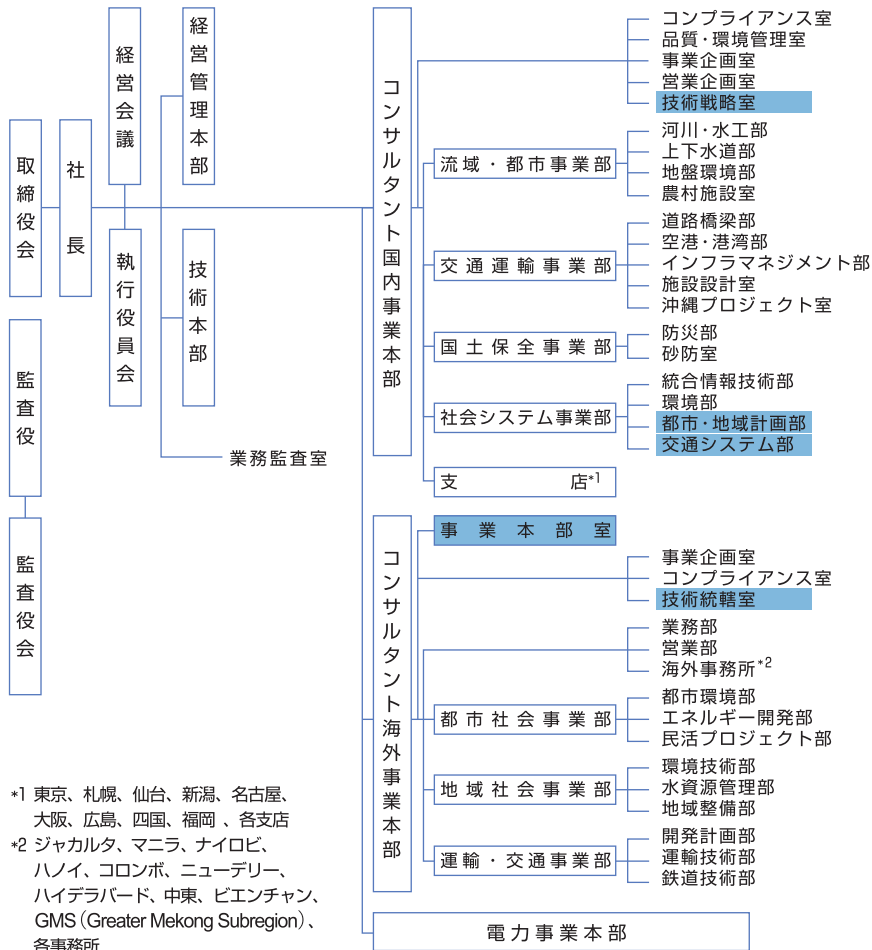 取締役会
社長
経営会議
執行役員会
監査役
監査役会
経営管理本部
技術本部
業務監査室
コンサルタント国内事業本部
コンプライアンス室
品質・環境管理室
事業企画室
営業企画室
技術戦略室
流域・都市事業部
河川・水工部
上下水道部
地盤環境部
農村施設室
交通運輸事業部
道路橋梁部
空港・港湾部
インフラマネジメント部
施設設計室
沖縄プロジェクト室
国土保全事業部
防災部
砂防室
社会システム事業部
統合情報技術部
環境部
都市・地域計画部
交通システム部
支店*1
コンサルタント海外事業本部
事業本部室
事業企画室
コンプライアンス室
技術統轄室
業務部
営業部
海外事務所*2
都市社会事業部
都市環境部
エネルギー開発部
民活プロジェクト部
地域社会事業部
環境技術部
水資源管理部
地域整備部
運輸・交通事業部
開発計画部
運輸技術部
鉄道技術部
電力事業本部
*1 東京、札幌、仙台、新潟、名古屋、
大阪、広島、四国、福岡 、各支店
*2 ジャカルタ、マニラ、ナイロビ、
ハノイ、コロンボ、ニューデリー、
ハイデラバード、中東、ビエンチャン、
GMS（Greater Mekong Subregion）、
各事務所